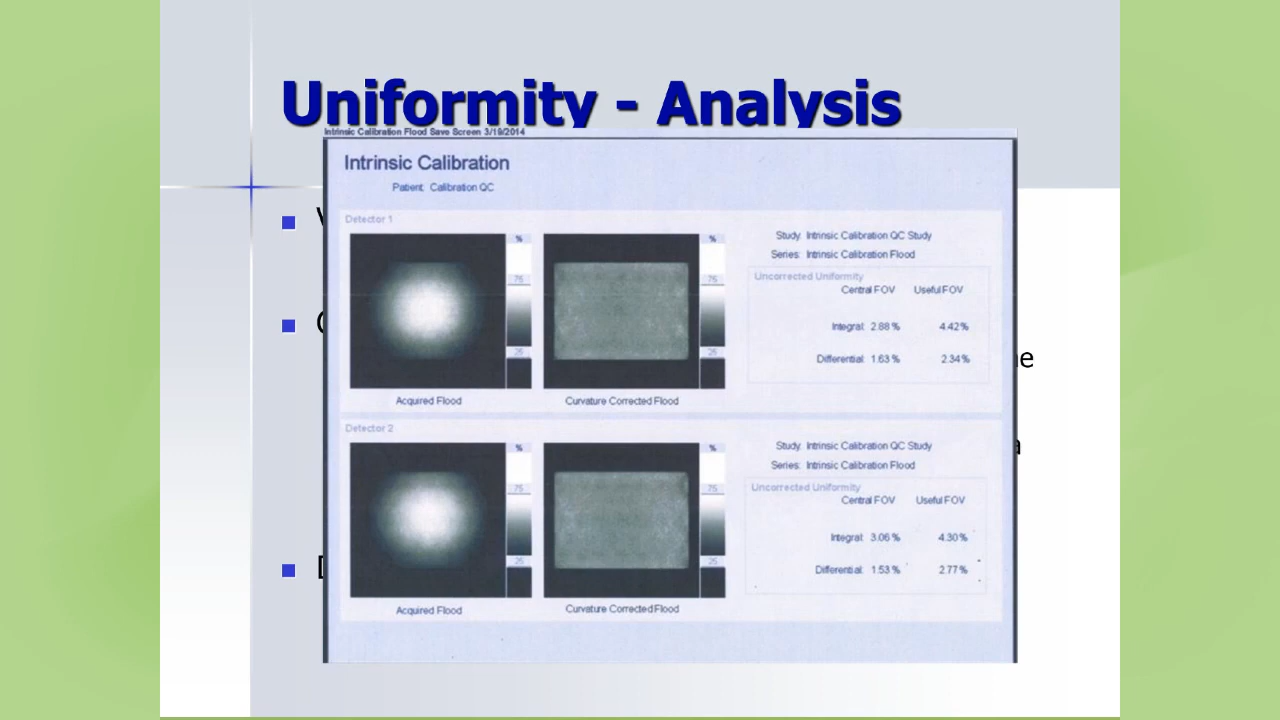 Uniformity - Analysis
Intrinsic Calibration Flood Save Screen 3/19/2014
Intrinsic Calibration
Patient: Calibration QC
Detector 1
%
75
25
%
75
25
Acquired Flood
Curvature Corrected Flood
Study: Intrinsic Calibration QC Study
Series: Intrinsic Calibration Flood
Uncorrected Uniformity
Central FOV Useful FOV
Integral: 2.88 % 4.42 %
Differential: 1.63 % 2.34 %
Detector 2
%
75
25
%
75
25
Acquired Flood
Curvature Corrected Flood
Study: Intrinsic Calibration QC Study
Series: Intrinsic Calibration Flood
Uncorrected Uniformity
Central FOV Useful FOV
Integral: 3.06 % 4.30 %
Differential: 1.53 % 2.77 %